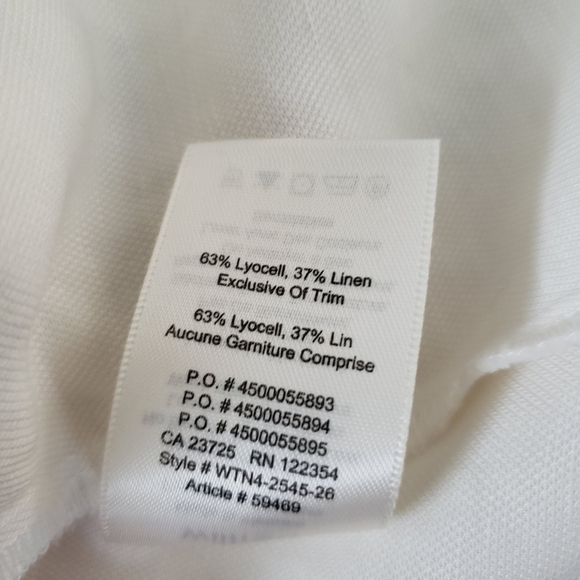 63% Lyocell, 37% Linen
Exclusive Of Trim
63% Lyocell, 37% Lin
Aucune Garniture Comprise
P.O. # 4500055893
P.O. # 4500055894
P.O. # 4500055895
CA 23725 RN 122354
Style # WTN4-2545-26
Article # 59469